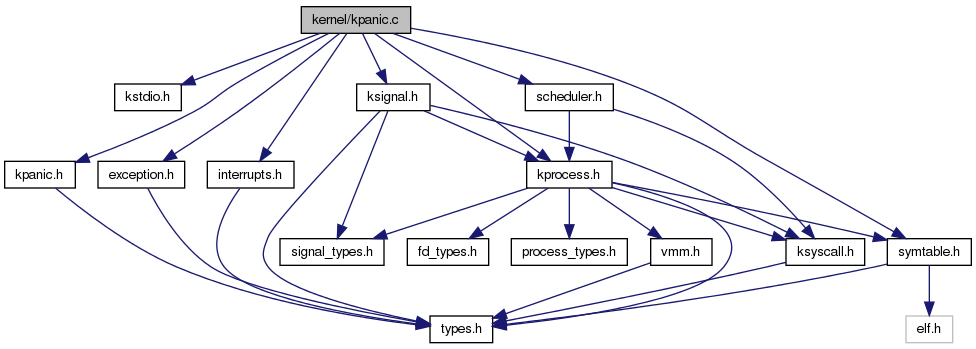 kernel/kpanic.c
kstdio.h
ksignal.h
scheduler.h
kpanic.h
exception.h
interrupts.h
kprocess.h
signal_types.h
fd_types.h
process_types.h
vmm.h
ksyscall.h
symtable.h
types.h
elf.h